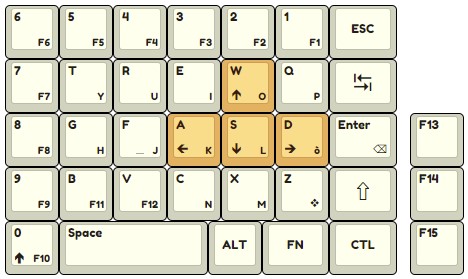 6 5 4 3 2 1 ESC
F6 F5 F4 F3 F2 F1
7 T R E W Q
F7 Y U I O P
8 G F A S D Enter F13
F8 H _ J K L ò
9 B V C X Z F14
F9 F11 F12 N M
0 Space ALT FN CTL F15
F10